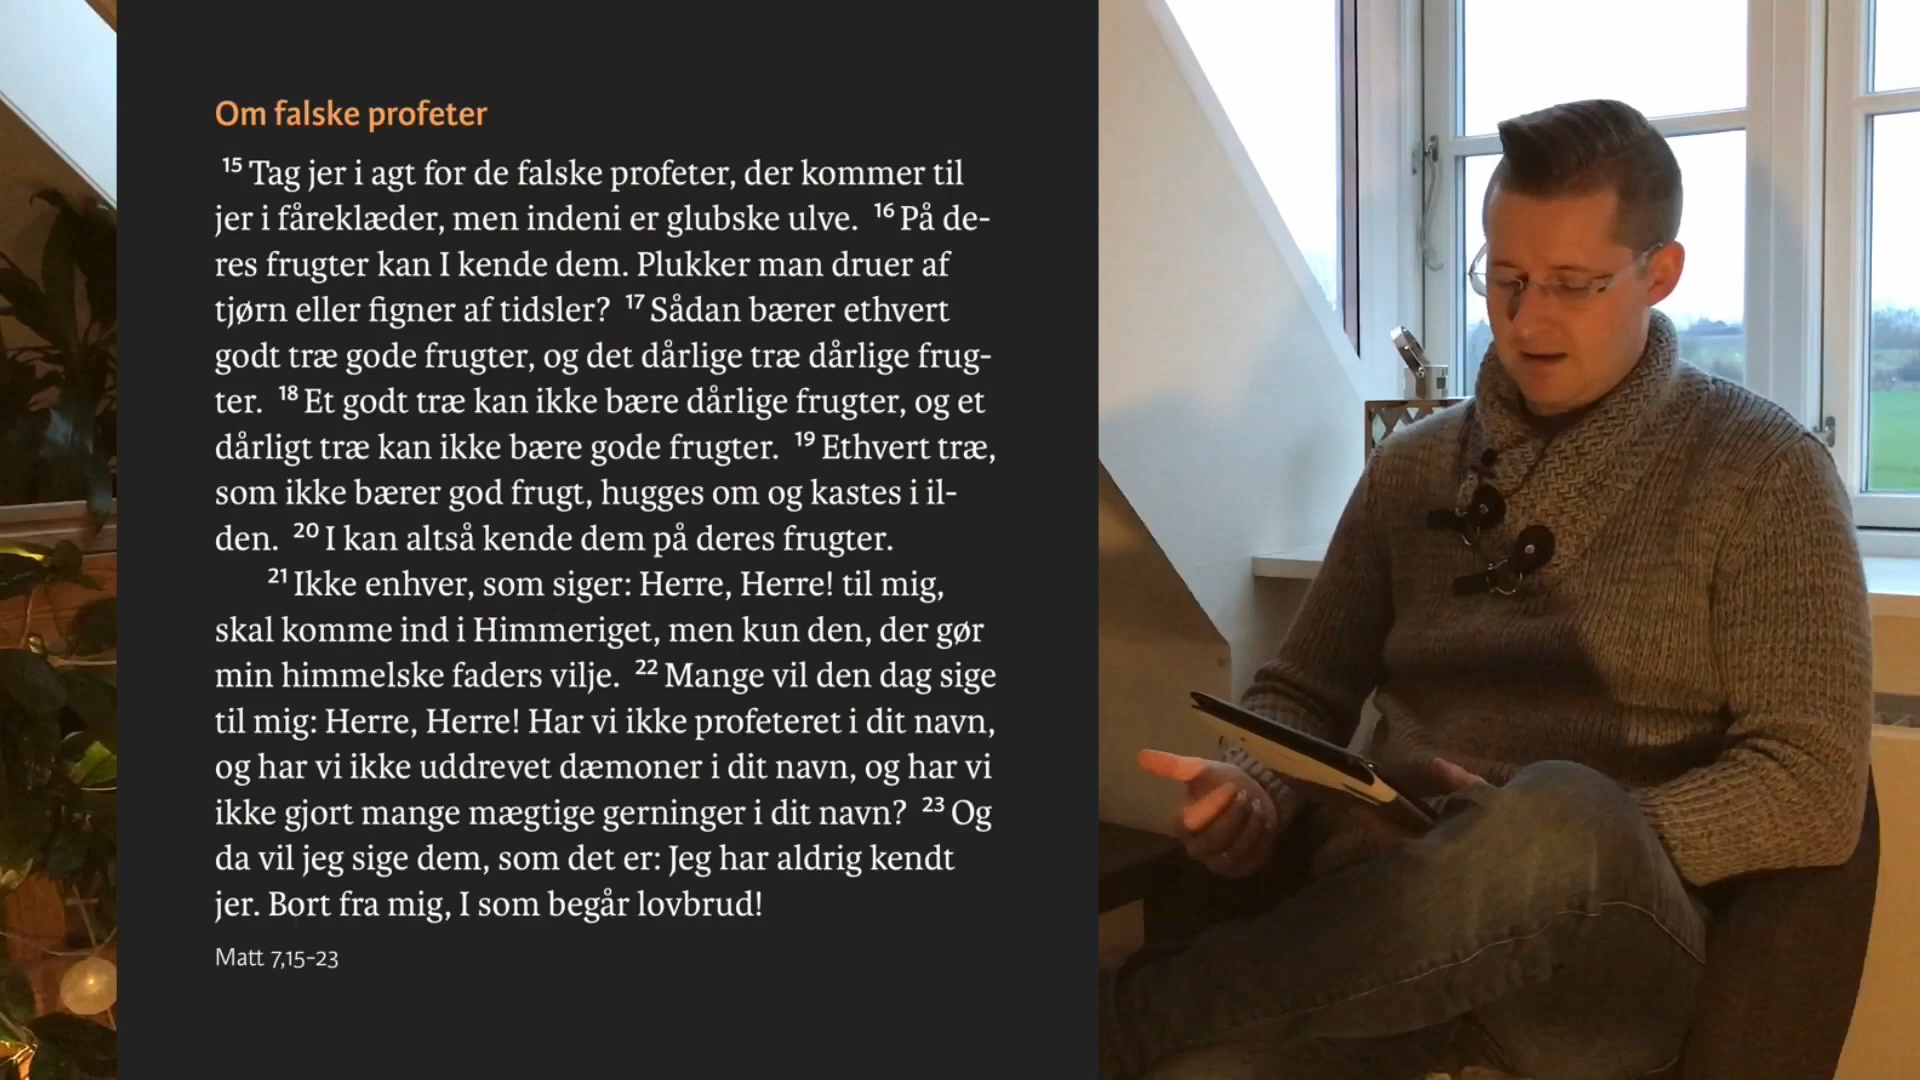 Om falske profeter
15 Tag jer i agt for de falske profeter, der kommer til
jer i fåreklæder, men indeni er glubske ulve. 16 På de-
res frugter kan I kende dem. Plukker man druer af
tjørn eller figner af tidsler? 17 Sådan bærer ethvert
godt træ gode frugter, og det dårlige træ dårlige frug-
ter. 18 Et godt træ kan ikke bære dårlige frugter, og et
dårligt træ kan ikke bære gode frugter. 19 Ethvert træ,
som ikke bærer god frugt, hugges om og kastes i il-
den. 20 I kan altså kende dem på deres frugter.
21 Ikke enhver, som siger: Herre, Herre! til mig,
skal komme ind i Himmeriget, men kun den, der gør
min himmelske faders vilje. 22 Mange vil den dag sige
til mig: Herre, Herre! Har vi ikke profeteret i dit navn,
og har vi ikke uddrevet dæmoner i dit navn, og har vi
ikke gjort mange mægtige gerninger i dit navn? 23 Og
da vil jeg sige dem, som det er: Jeg har aldrig kendt
jer. Bort fra mig, I som begår lovbrud!
Matt 7,15-23